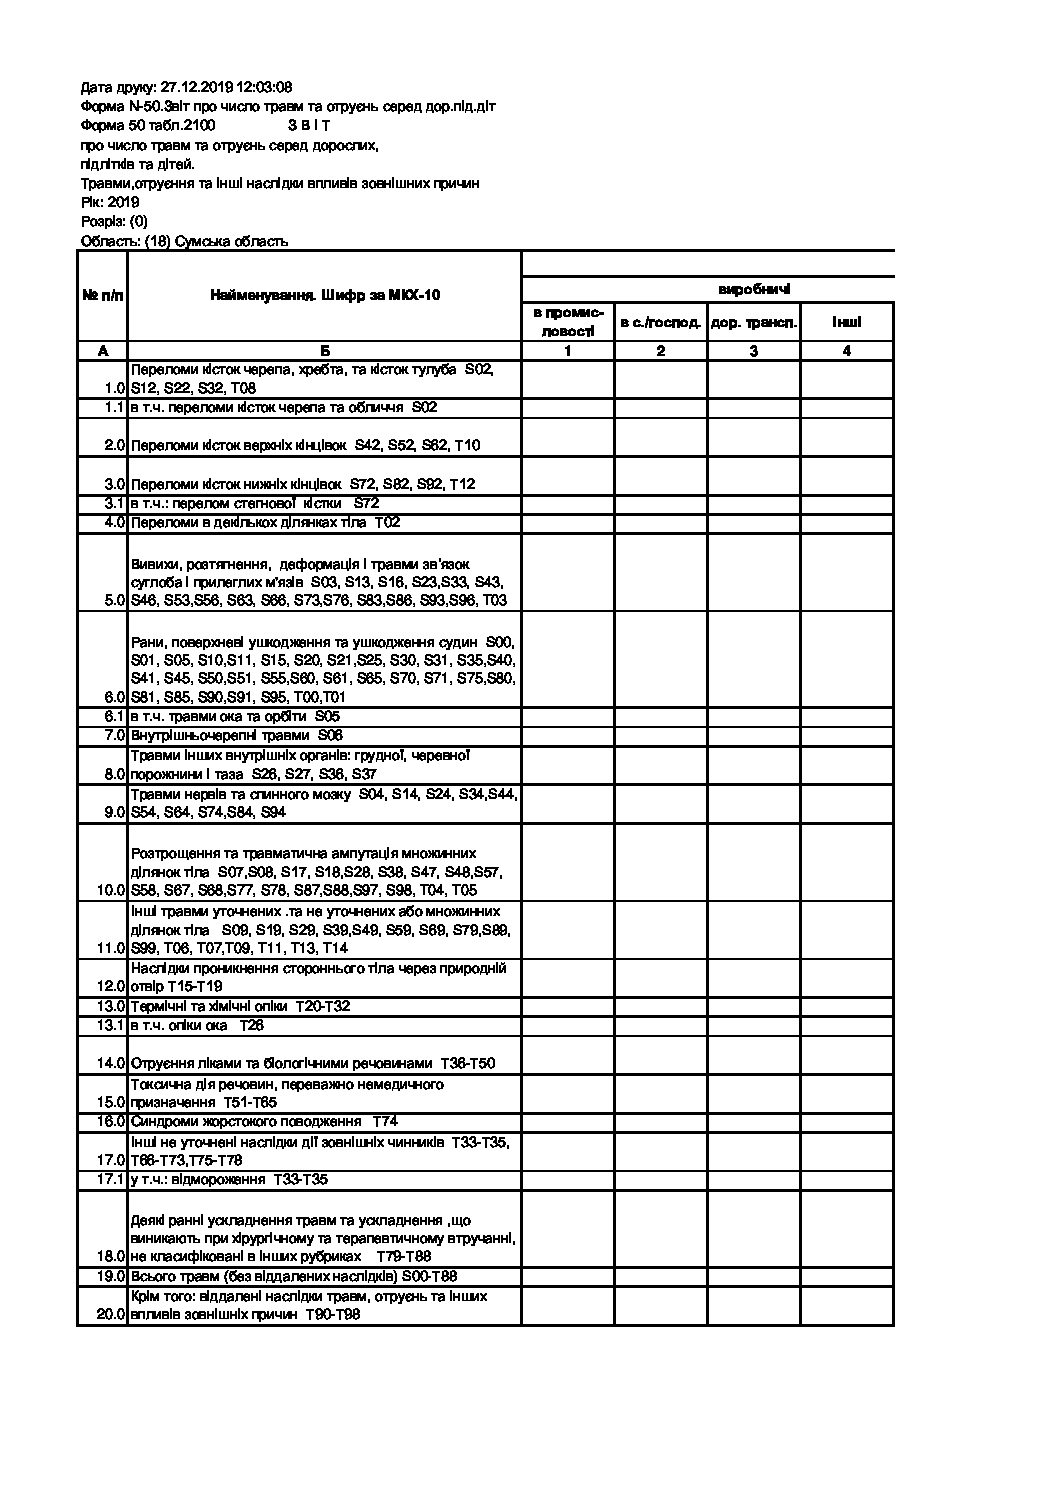 Дата друку: 27.12.2019 12:03:08
Форма N-50.Звіт про число травм та отруєнь серед дор.під.діт
Форма 50 табл.2100 З В І Т
про число травм та отруєнь серед дорослих,
підлітків та дітей.
Травми,отруєння та інші наслідки впливів зовнішних причин
Рік: 2019
Розріз: (0)
Область: (18) Сумська область
виробничі
№ п/п Найменування. Шифр за МКХ-10
в промис-
ловості
в с./господ. дор. трансп. інші
А Б 1 2 3 4
Переломи кісток черепа, хребта, та кісток тулуба S02,
1.0 S12, S22, S32, T08
1.1 в т.ч. переломи кісток черепа та обличчя S02
2.0 Переломи кісток верхніх кінцівок S42, S52, S62, T10
3.0 Переломи кісток нижніх кінцівок S72, S82, S92, T12
3.1 в т.ч.: перелом стегнової кістки S72
4.0 Переломи в декількох ділянках тіла T02
Вивихи, розтягнення, деформація і травми зв'язок
суглоба і прилеглих м'язів S03, S13, S16, S23,S33, S43,
5.0 S46, S53,S56, S63, S66, S73,S76, S83,S86, S93,S96, T03
Рани, поверхневі ушкодження та ушкодження судин S00,
S01, S05, S10,S11, S15, S20, S21,S25, S30, S31, S35,S40,
S41, S45, S50,S51, S55,S60, S61, S65, S70, S71, S75,S80,
6.0 S81, S85, S90,S91, S95, T00,T01
6.1 в т.ч. травми ока та орбіти S05
7.0 Внутрішньочерепні травми S06
Травми інших внутрішніх органів: грудної, черевної
8.0 порожнини і таза S26, S27, S36, S37
Травми нервів та спинного мозку S04, S14, S24, S34,S44,
9.0 S54, S64, S74,S84, S94
Розтрощення та травматична ампутація множинних
ділянок тіла S07,S08, S17, S18,S28, S38, S47, S48,S57,
10.0 S58, S67, S68,S77, S78, S87,S88,S97, S98, T04, T05
Інші травми уточнених .та не уточнених або множинних
ділянок тіла S09, S19, S29, S39,S49, S59, S69, S79,S89,
11.0 S99, T06, T07,T09, T11, T13, T14
Наслідки проникнення стороннього тіла через природній
12.0 отвір T15-T19
13.0 Термічні та хімічні опіки T20-T32
13.1 в т.ч. опіки ока T26
14.0 Отруєння ліками та біологічними речовинами T36-T50
Токсична дія речовин, переважно немедичного
15.0 призначення T51-T65
16.0 Синдроми жорстокого поводження T74
Інші не уточнені наслідки дії зовнішніх чинників T33-T35,
17.0 T66-T73,T75-T78
17.1 у т.ч.: відмороження T33-T35
Деякі ранні ускладнення травм та ускладнення ,що
виникають при хірургічному та терапевтичному втручанні,
18.0 не класифіковані в інших рубриках T79-T88
19.0 Всього травм (без віддалених наслідків) S00-T88
Крім того: віддалені наслідки травм, отруєнь та інших
20.0 впливів зовнішніх причин T90-T98